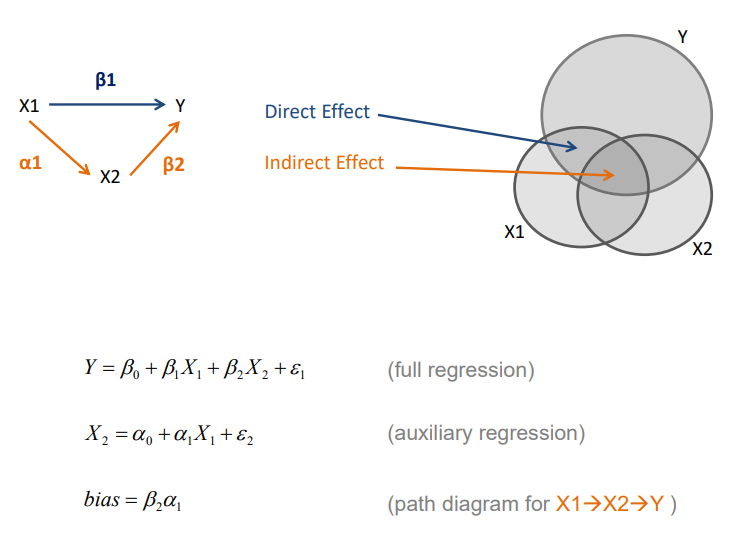 Y
β1
X1
Y
Direct Effect
α1
β2
Indirect Effect
X2
X1
X2
Y = β₀ + β₁X₁ + β₂X₂ + ε₁ (full regression)
X₂ = α₀ + α₁X₁ + ε₂ (auxiliary regression)
bias = β₂α₁ (path diagram for X1→X2→Y )